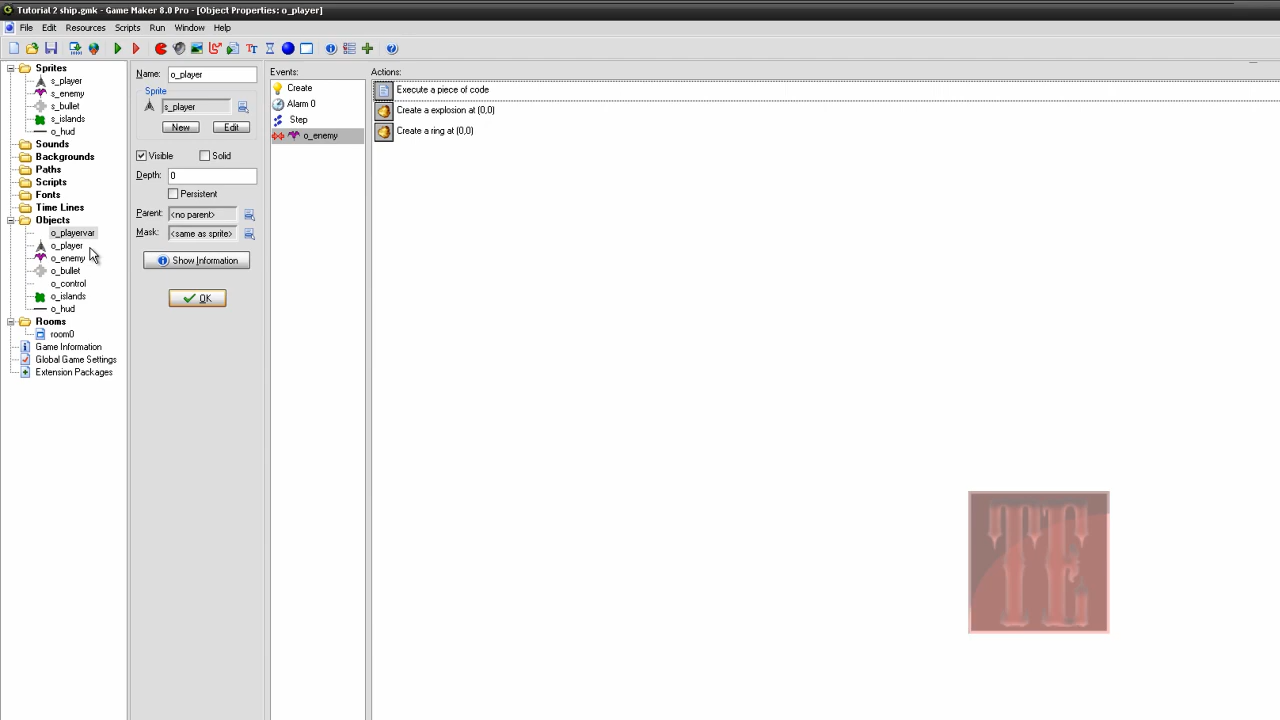 Tutorial 2 ship.gmk - Game Maker 8.0 Pro - [Object Properties: o_player]
File Edit Resources Scripts Run Window Help
Sprites
s_player
s_enemy
s_bullet
s_islands
o_hud
Sounds
Backgrounds
Paths
Scripts
Fonts
Time Lines
Objects
o_playervar
o_player
o_enemy
o_bullet
o_control
o_islands
o_hud
Rooms
room0
Game Information
Global Game Settings
Extension Packages
Name: o_player
Sprite
s_player
New Edit
Visible Solid
Depth: 0
Persistent
Parent: <no parent>
Mask: <same as sprite>
Show Information
OK
Events:
Create
Alarm 0
Step
o_enemy
Actions:
Execute a piece of code
Create a explosion at (0,0)
Create a ring at (0,0)
TE